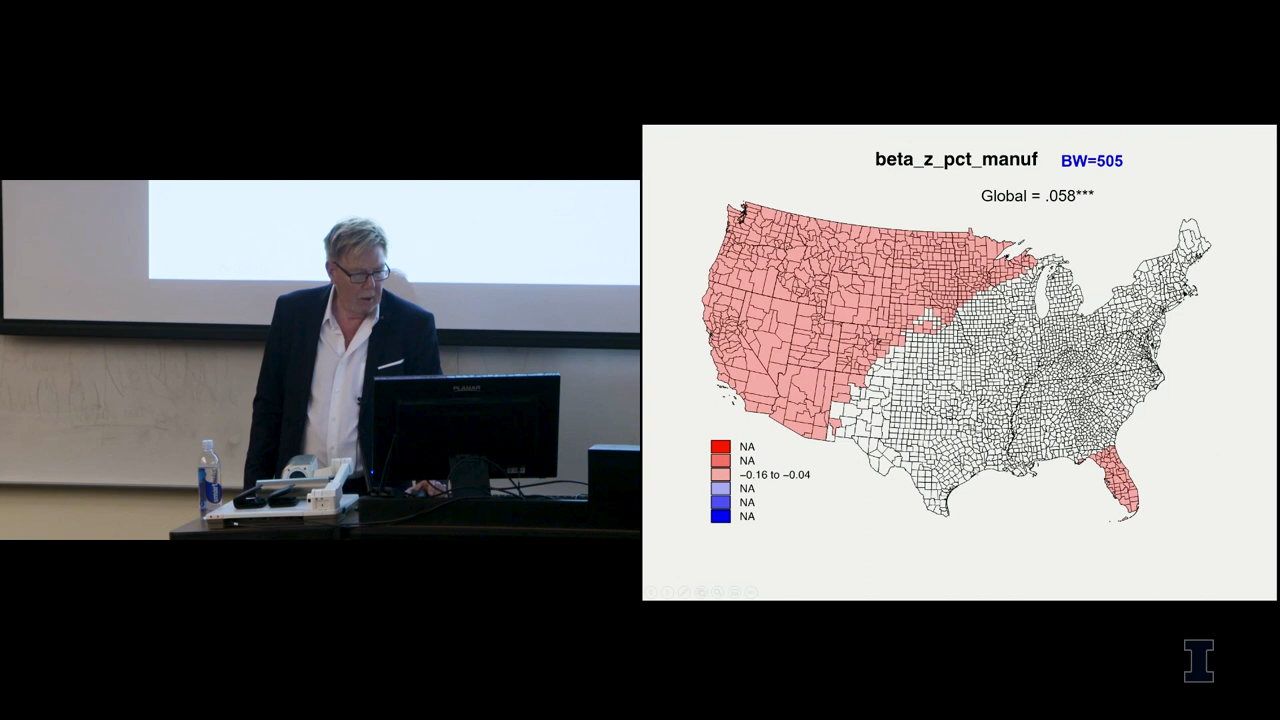 beta_z_pct_manuf BW=505
Global = .058***
NA
NA
−0.16 to −0.04
NA
NA
NA
PLANAR